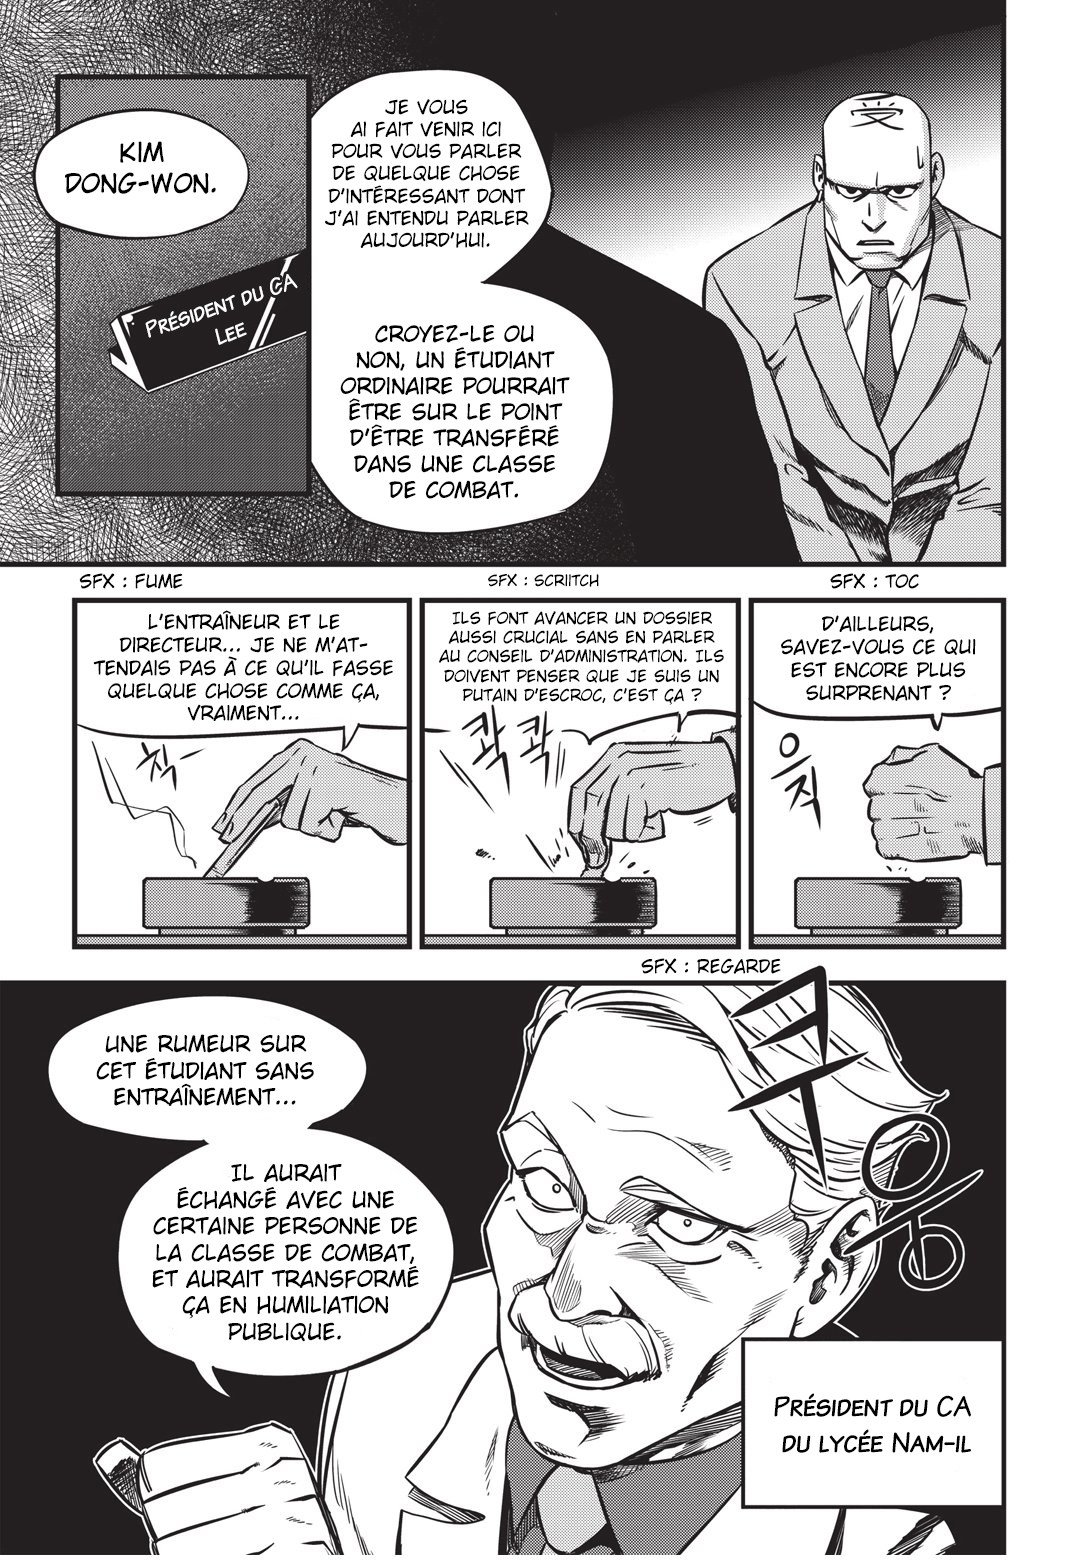 KIM
DONG-WON.
PRÉSIDENT DU CA
LEE
JE VOUS
AI FAIT VENIR ICI
POUR VOUS PARLER
DE QUELQUE CHOSE
D'INTÉRESSANT DONT
J'AI ENTENDU PARLER
AUJOURD'HUI.
CROYEZ-LE OU
NON, UN ÉTUDIANT
ORDINAIRE POURRAIT
ÊTRE SUR LE POINT
D'ÊTRE TRANSFÉRÉ
DANS UNE CLASSE
DE COMBAT.
SFX : FUME
L'ENTRAÎNEUR ET LE
DIRECTEUR... JE NE M'AT-
TENDAIS PAS À CE QU'IL FASSE
QUELQUE CHOSE COMME ÇA,
VRAIMENT...
칙
SFX : SCRIITCH
ILS FONT AVANCER UN DOSSIER
AUSSI CRUCIAL SANS EN PARLER
AU CONSEIL D'ADMINISTRATION. ILS
DOIVENT PENSER QUE JE SUIS UN
PUTAIN D'ESCROC, C'EST ÇA ?
콱콱
SFX : TOC
D'AILLEURS,
SAVEZ-VOUS CE QUI
EST ENCORE PLUS
SURPRENANT ?
으직
SFX : REGARDE
UNE RUMEUR SUR
CET ÉTUDIANT SANS
ENTRAÎNEMENT...
IL AURAIT
ÉCHANGÉ AVEC UNE
CERTAINE PERSONNE DE
LA CLASSE DE COMBAT,
ET AURAIT TRANSFORMÉ
ÇA EN HUMILIATION
PUBLIQUE.
PRÉSIDENT DU CA
DU LYCÉE NAM-IL